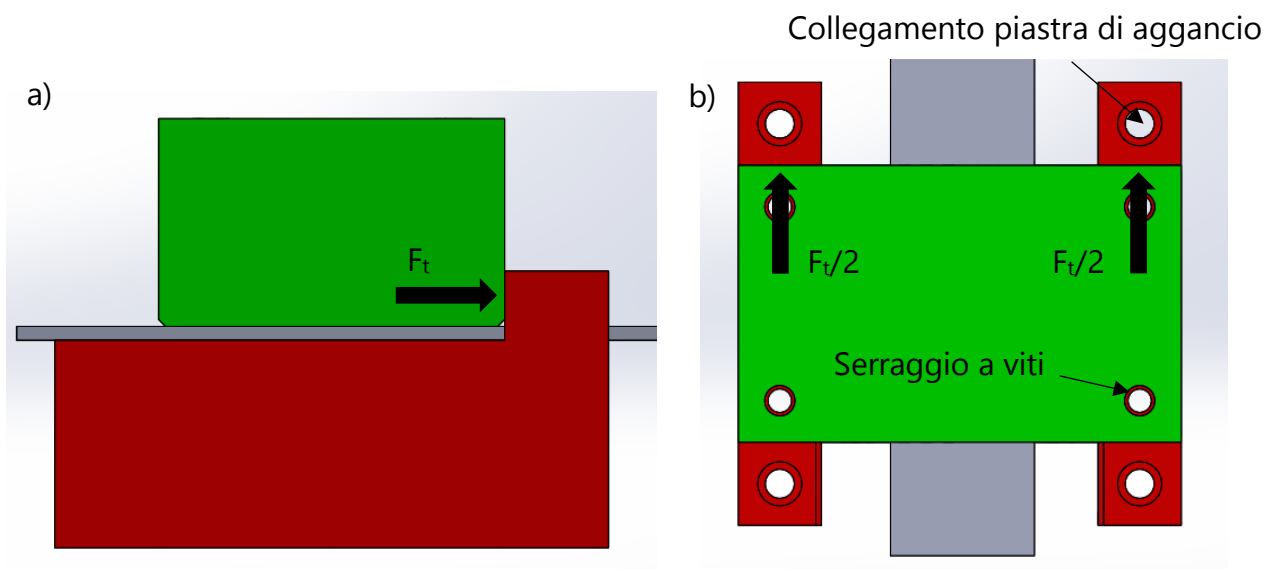 Collegamento piastra di aggancio
a)
b)
Fₜ
Fₜ/2
Fₜ/2
Serraggio a viti